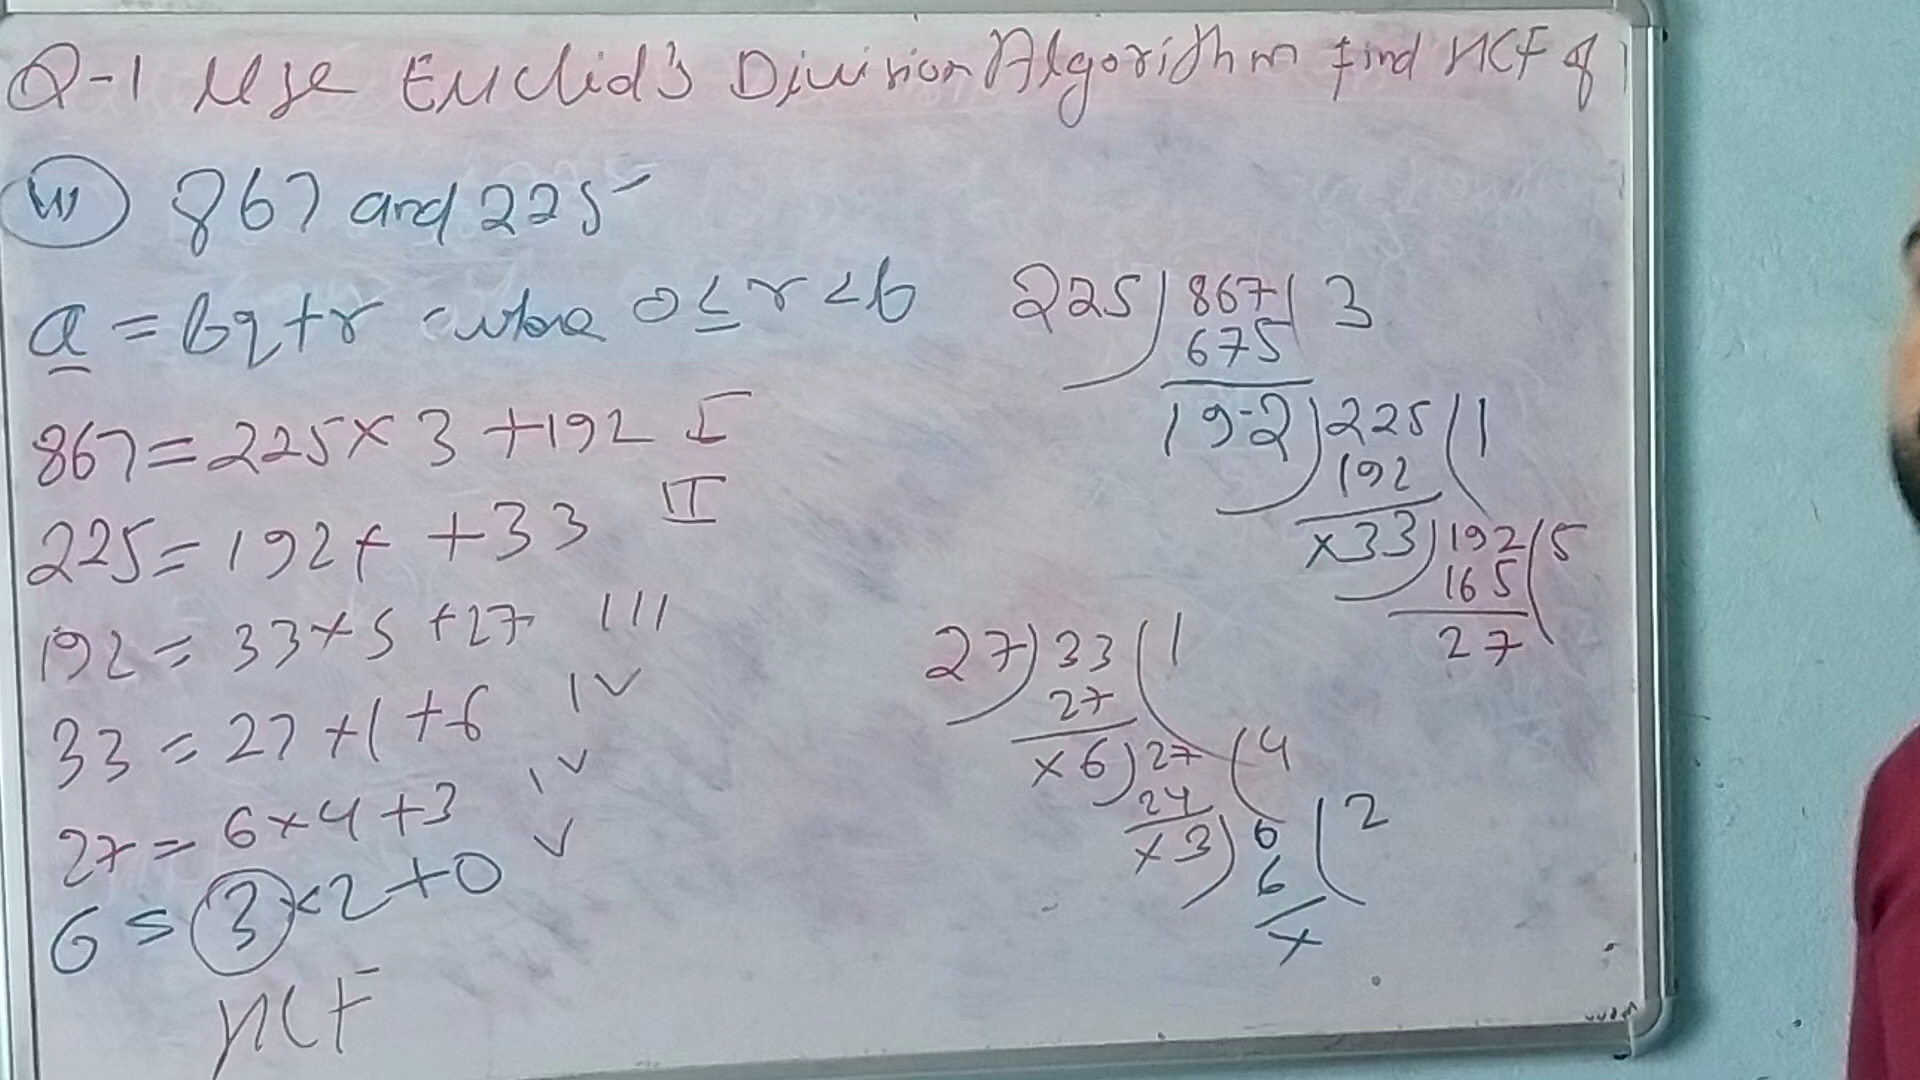 Q-1 Use Euclid's Division Algorithm find HCF of
(iii) 867 and 225
a = bq+r where 0 ≤ r < b
867 = 225 × 3 + 192 I
225 = 192 × + 33 II
192 = 33 × 5 + 27 III
33 = 27 × 1 + 6 IV
27 = 6 × 4 + 3 IV
6 = 3 × 2 + 0 V
HCF
225 ) 867 ( 3
675
192 ) 225 ( 1
192
×33 ) 192 ( 5
165
27
27 ) 33 ( 1
27
×6 ) 27 ( 4
24
×3 ) 6 ( 2
6
×